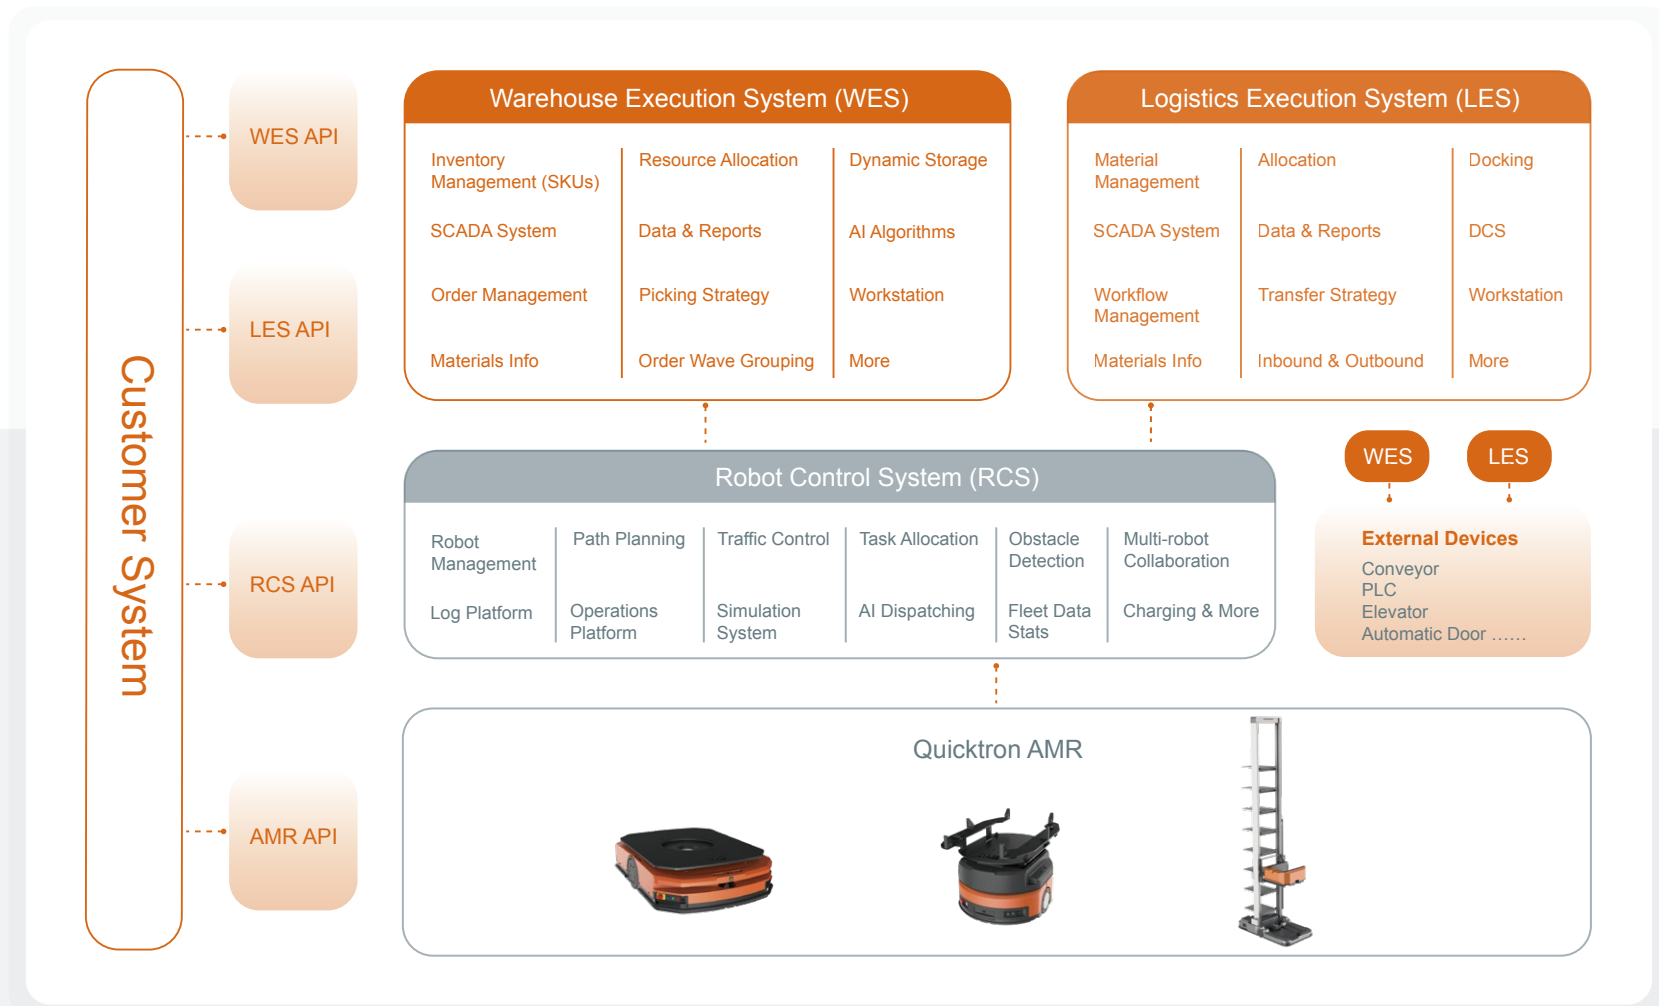 Customer System
WES API
LES API
RCS API
AMR API
Warehouse Execution System (WES)
Inventory
Management (SKUs)
Resource Allocation
Dynamic Storage
SCADA System
Data & Reports
AI Algorithms
Order Management
Picking Strategy
Workstation
Materials Info
Order Wave Grouping
More
Logistics Execution System (LES)
Material
Management
Allocation
Docking
SCADA System
Data & Reports
DCS
Workflow
Management
Transfer Strategy
Workstation
Materials Info
Inbound & Outbound
More
Robot Control System (RCS)
Robot
Management
Path Planning
Traffic Control
Task Allocation
Obstacle
Detection
Multi-robot
Collaboration
Log Platform
Operations
Platform
Simulation
System
AI Dispatching
Fleet Data
Stats
Charging & More
WES
LES
External Devices
Conveyor
PLC
Elevator
Automatic Door ……
Quicktron AMR